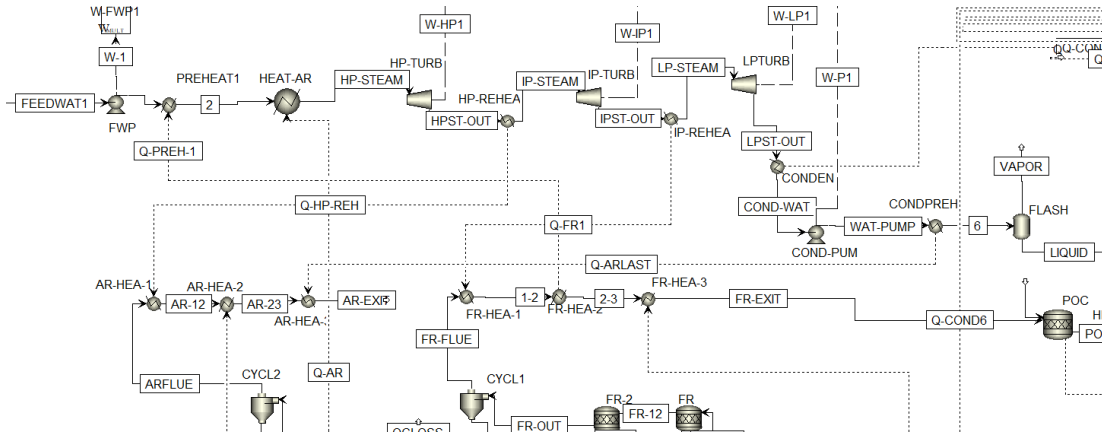 W-FWP1
W-1
FEEDWAT1
FWP
PREHEAT1
2
HEAT-AR
HP-STEAM
HP-TURB
W-HP1
HPST-OUT
HP-REHEA
IP-STEAM
IP-TURB
W-IP1
IPST-OUT
IP-REHEA
LP-STEAM
LPTURB
W-LP1
W-P1
LPST-OUT
CONDEN
COND-WAT
COND-PUM
WAT-PUMP
CONDPREH
6
VAPOR
FLASH
LIQUID
Q-PREH-1
Q-HP-REH
Q-FR1
Q-ARLAST
AR-HEA-1
AR-12
AR-HEA-2
AR-23
AR-HEA-
AR-EXIT
FR-HEA-1
1-2
FR-HEA-2
2-3
FR-HEA-3
FR-EXIT
Q-COND6
POC
PO
ARFLUE
CYCL2
Q-AR
FR-FLUE
CYCL1
FR-OUT
FR-2
FR-12
FR